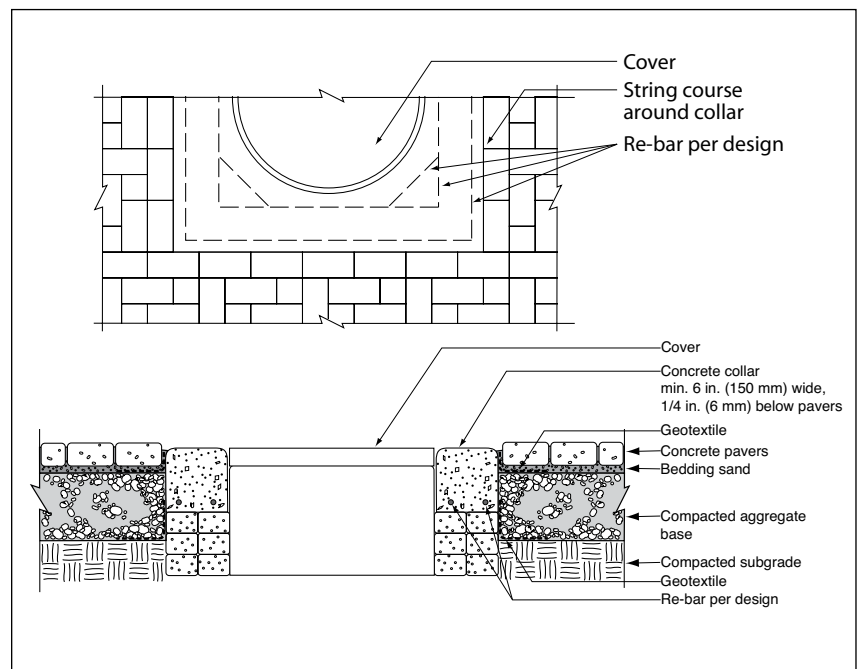 Cover
String course
around collar
Re-bar per design
Cover
Concrete collar
min. 6 in. (150 mm) wide,
1/4 in. (6 mm) below pavers
Geotextile
Concrete pavers
Bedding sand
Compacted aggregate
base
Compacted subgrade
Geotextile
Re-bar per design